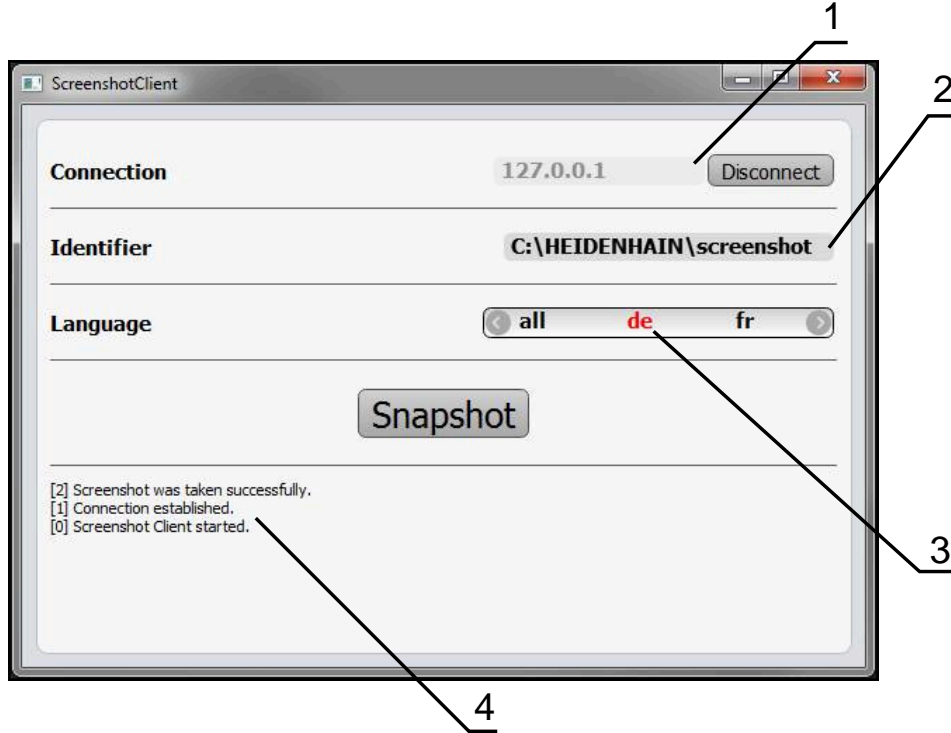 1
ScreenshotClient
2
Connection 127.0.0.1 Disconnect
Identifier C:\HEIDENHAIN\screenshot
Language all de fr
Snapshot
[2] Screenshot was taken successfully.
[1] Connection established.
[0] Screenshot Client started.
3
4